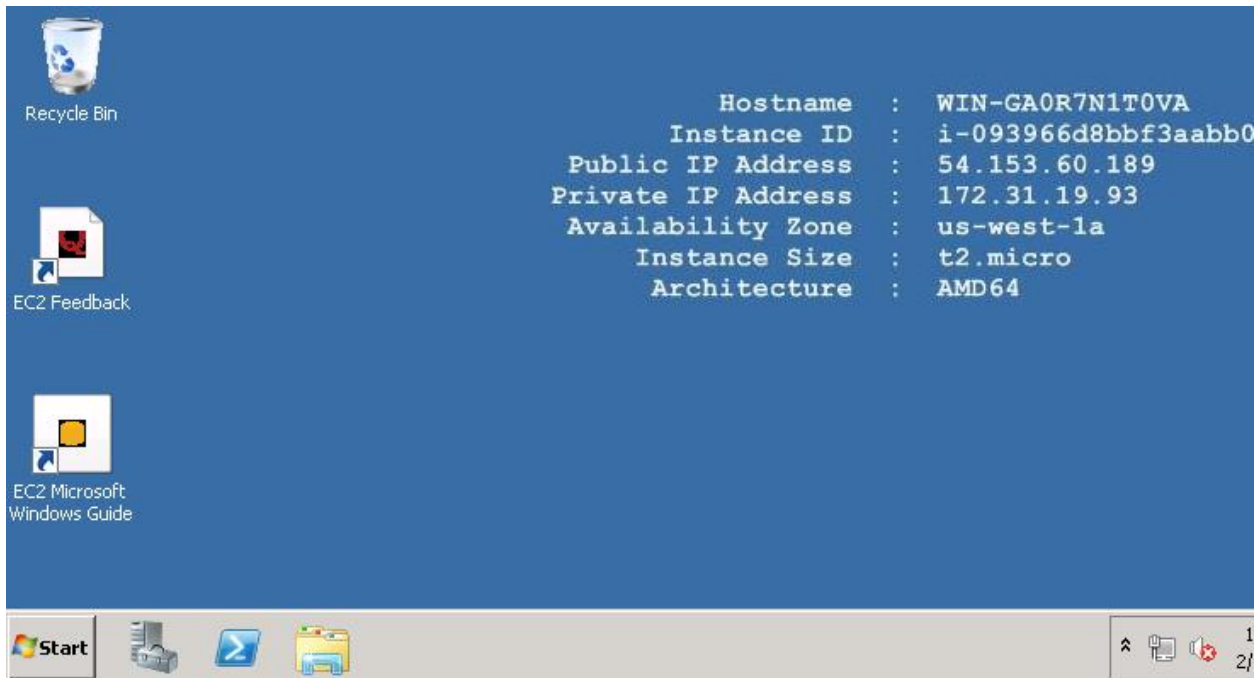 Recycle Bin
Hostname : WIN-GA0R7N1T0VA
Instance ID : i-093966d8bbf3aabb0
Public IP Address : 54.153.60.189
Private IP Address : 172.31.19.93
Availability Zone : us-west-1a
Instance Size : t2.micro
Architecture : AMD64
EC2 Feedback
EC2 Microsoft
Windows Guide
Start
1
2/